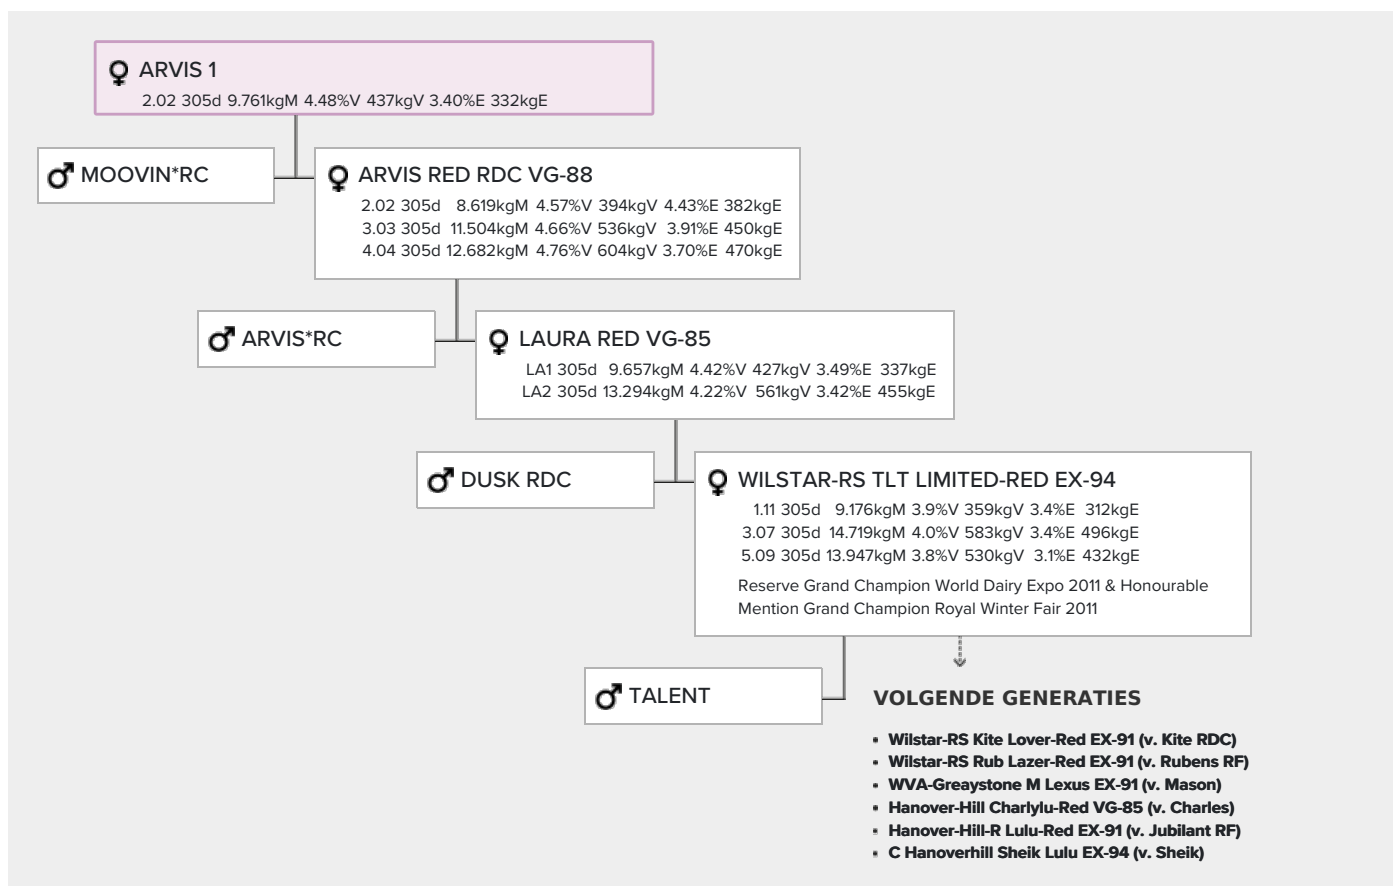 ARVIS 1
2.02 305d 9.761kgM 4.48%V 437kgV 3.40%E 332kgE
MOOVIN*RC
ARVIS RED RDC VG-88
2.02 305d 8.619kgM 4.57%V 394kgV 4.43%E 382kgE
3.03 305d 11.504kgM 4.66%V 536kgV 3.91%E 450kgE
4.04 305d 12.682kgM 4.76%V 604kgV 3.70%E 470kgE
ARVIS*RC
LAURA RED VG-85
LA1 305d 9.657kgM 4.42%V 427kgV 3.49%E 337kgE
LA2 305d 13.294kgM 4.22%V 561kgV 3.42%E 455kgE
DUSK RDC
WILSTAR-RS TLT LIMITED-RED EX-94
1.11 305d 9.176kgM 3.9%V 359kgV 3.4%E 312kgE
3.07 305d 14.719kgM 4.0%V 583kgV 3.4%E 496kgE
5.09 305d 13.947kgM 3.8%V 530kgV 3.1%E 432kgE
Reserve Grand Champion World Dairy Expo 2011 & Honourable
Mention Grand Champion Royal Winter Fair 2011
TALENT
VOLGENDE GENERATIES
Wilstar-RS Kite Lover-Red EX-91 (v. Kite RDC)
Wilstar-RS Rub Lazer-Red EX-91 (v. Rubens RF)
WVA-Greaystone M Lexus EX-91 (v. Mason)
Hanover-Hill Charlylu-Red VG-85 (v. Charles)
Hanover-Hill-R Lulu-Red EX-91 (v. Jubilant RF)
C Hanoverhill Sheik Lulu EX-94 (v. Sheik)